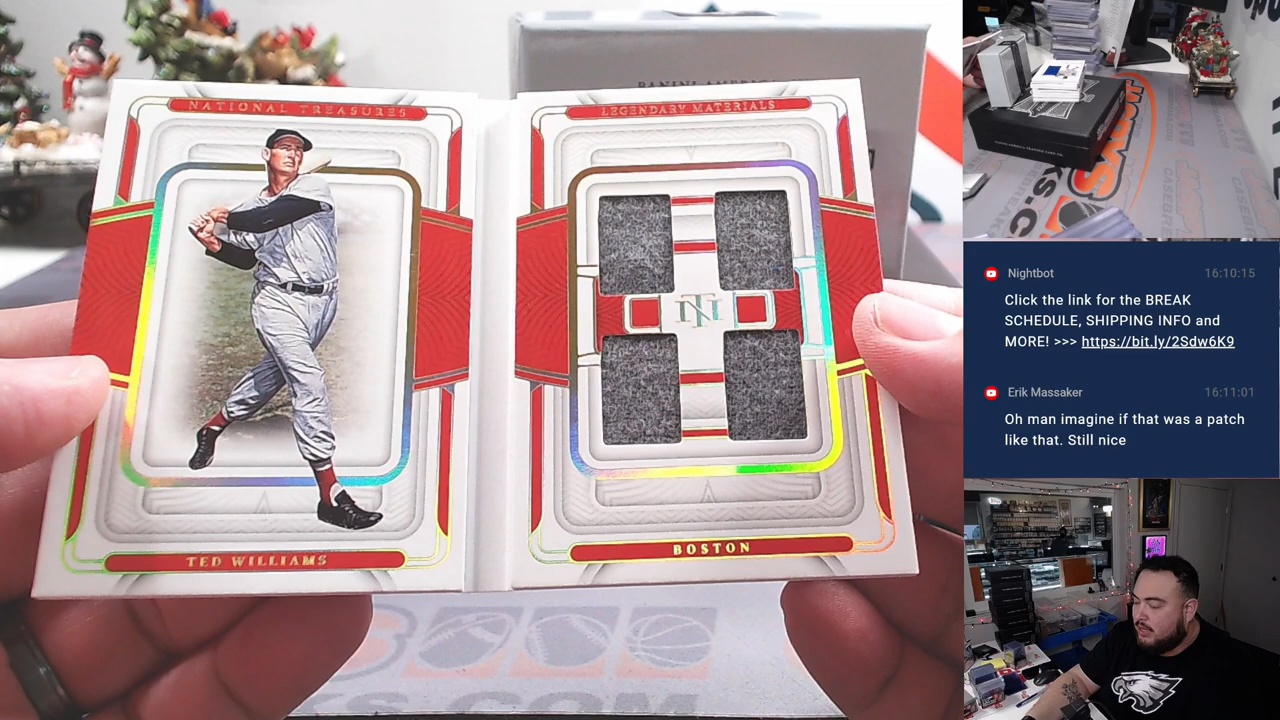 NATIONAL TREASURES
LEGENDARY MATERIALS
NT
TED WILLIAMS
BOSTON
Nightbot 16:10:15
Click the link for the BREAK
SCHEDULE, SHIPPING INFO and
MORE! >>> https://bit.ly/2Sdw6K9
Erik Massaker 16:11:01
Oh man imagine if that was a patch
like that. Still nice